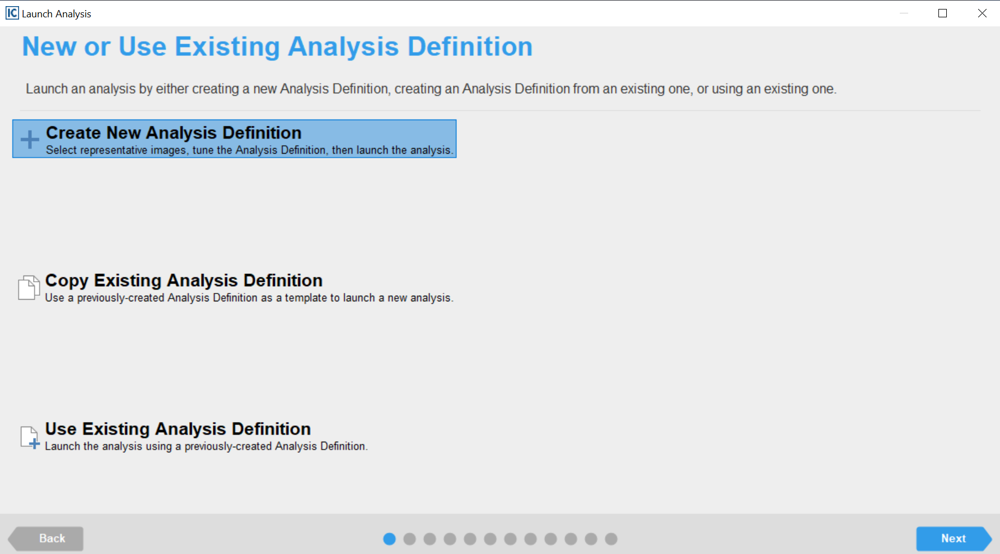 IC Launch Analysis
New or Use Existing Analysis Definition
Launch an analysis by either creating a new Analysis Definition, creating an Analysis Definition from an existing one, or using an existing one.
Create New Analysis Definition
Select representative images, tune the Analysis Definition, then launch the analysis.
Copy Existing Analysis Definition
Use a previously-created Analysis Definition as a template to launch a new analysis.
Use Existing Analysis Definition
Launch the analysis using a previously-created Analysis Definition.
Back
Next